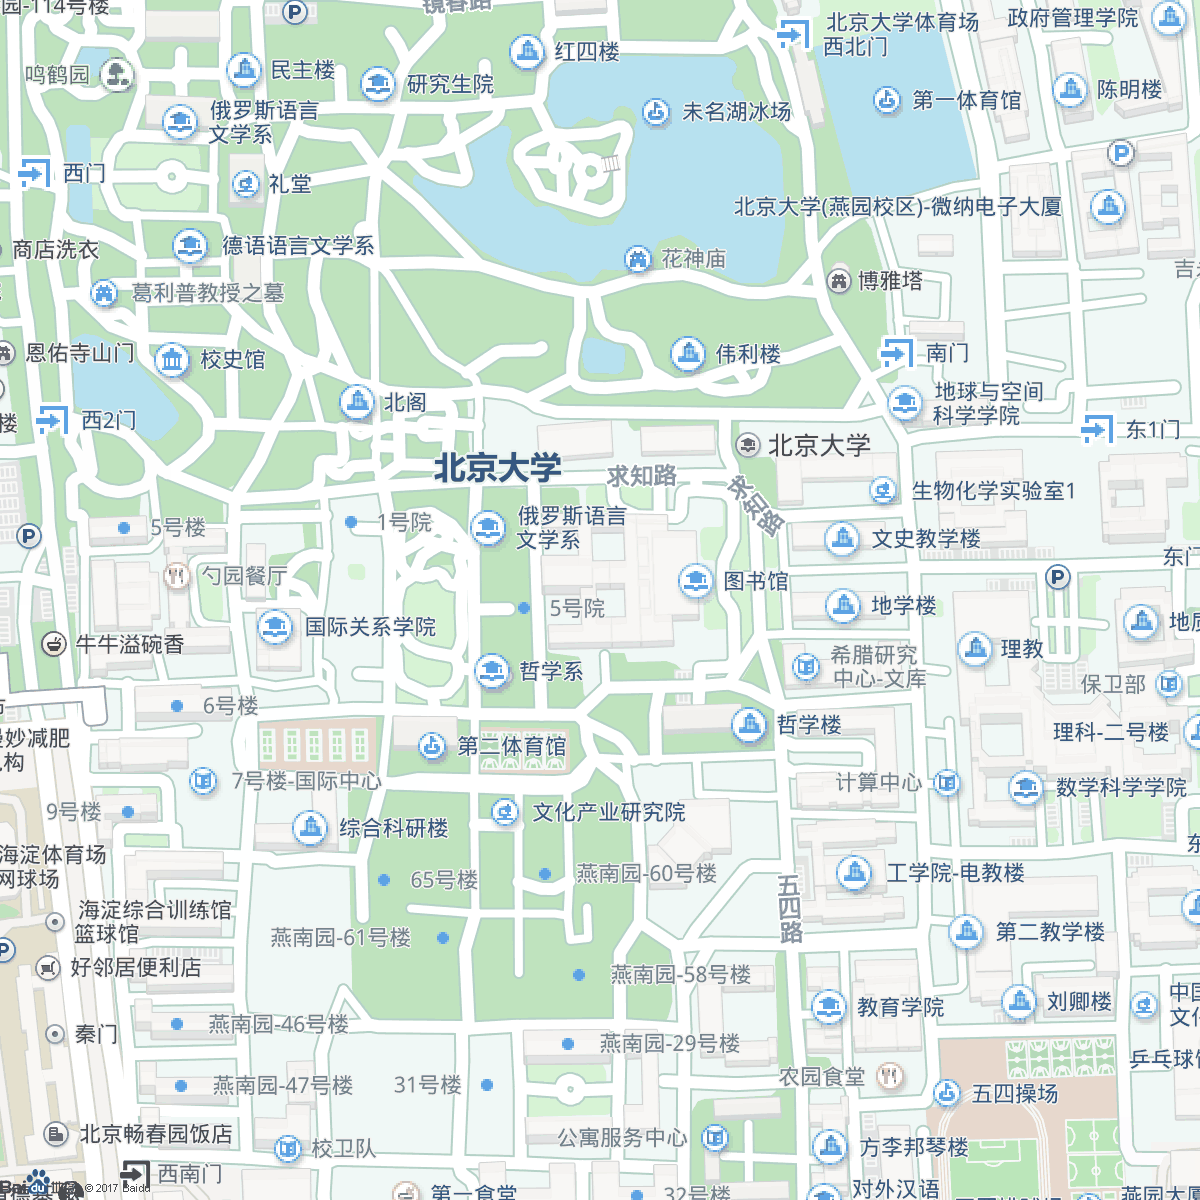 园-114号楼
镜春路
鸣鹤园
民主楼
研究生院
红四楼
北京大学体育场
西北门
政府管理学院
陈明楼
第一体育馆
未名湖冰场
俄罗斯语言
文学系
西门
礼堂
北京大学(燕园校区)-微纳电子大厦
商店洗衣
德语语言文学系
花神庙
博雅塔
葛利普教授之墓
恩佑寺山门
校史馆
伟利楼
南门
北阁
地球与空间
科学学院
西2门
楼
东1门
北京大学
北京大学
求知路
求知路
生物化学实验室1
5号楼
1号院
俄罗斯语言
文学系
文史教学楼
东门
勺园餐厅
图书馆
5号院
地学楼
国际关系学院
牛牛溢碗香
理教
希腊研究
中心-文库
保卫部
哲学系
6号楼
哲学楼
理科-二号楼
妙减肥
构
第二体育馆
7号楼-国际中心
计算中心
数学科学学院
9号楼
综合科研楼
文化产业研究院
海淀体育场
网球场
65号楼
燕南园-60号楼
工学院-电教楼
五四路
海淀综合训练馆
篮球馆
燕南园-61号楼
第二教学楼
好邻居便利店
燕南园-58号楼
教育学院
刘卿楼
中国
文化
秦门
燕南园-46号楼
燕南园-29号楼
乒乓球馆
燕南园-47号楼
31号楼
农园食堂
五四操场
北京畅春园饭店
校卫队
公寓服务中心
方李邦琴楼
西南门
第一食堂
32号楼
对外汉语
燕园大厦
Baidu
© 2017 Baidu